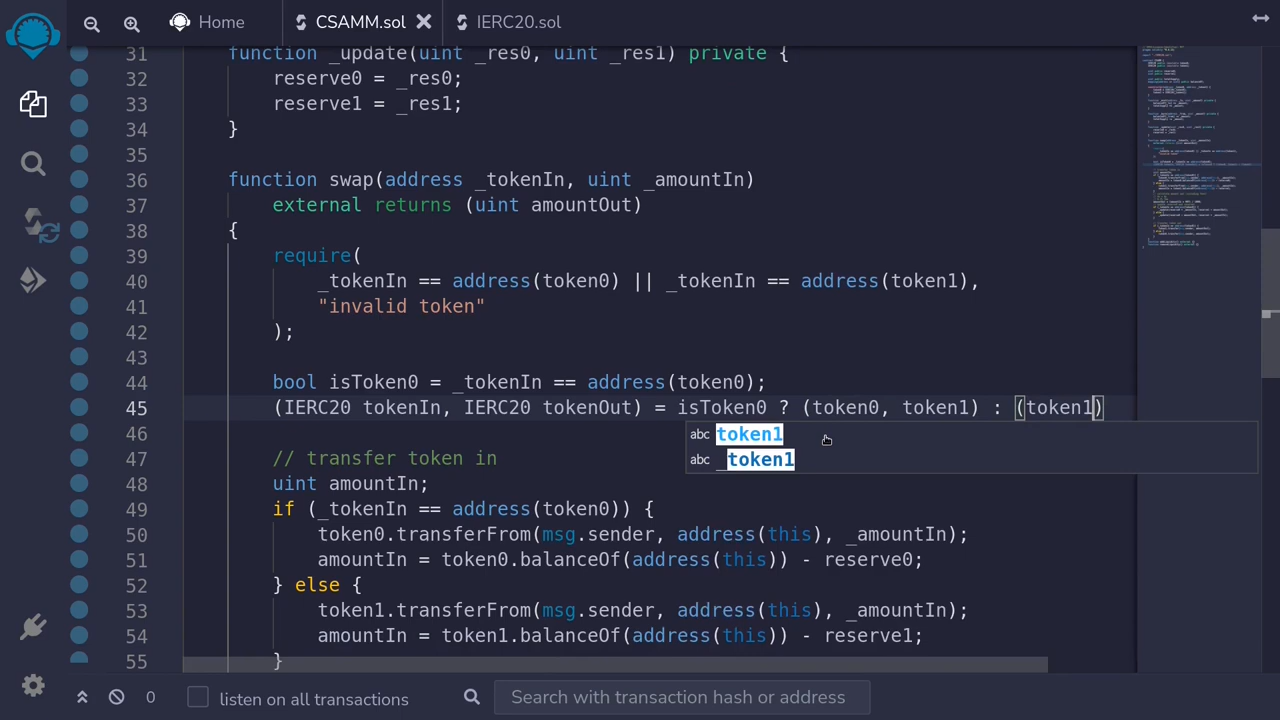 Home
CSAMM.sol
IERC20.sol
31 function _update(uint _res0, uint _res1) private {
32 reserve0 = _res0;
33 reserve1 = _res1;
34 }
35
36 function swap(address _tokenIn, uint _amountIn)
37 external returns (uint amountOut)
38 {
39 require(
40 _tokenIn == address(token0) || _tokenIn == address(token1),
41 "invalid token"
42 );
43
44 bool isToken0 = _tokenIn == address(token0);
45 (IERC20 tokenIn, IERC20 tokenOut) = isToken0 ? (token0, token1) : (token1)
46
abc token1
abc _token1
47 // transfer token in
48 uint amountIn;
49 if (_tokenIn == address(token0)) {
50 token0.transferFrom(msg.sender, address(this), _amountIn);
51 amountIn = token0.balanceOf(address(this)) - reserve0;
52 } else {
53 token1.transferFrom(msg.sender, address(this), _amountIn);
54 amountIn = token1.balanceOf(address(this)) - reserve1;
55 }
0
listen on all transactions
Search with transaction hash or address